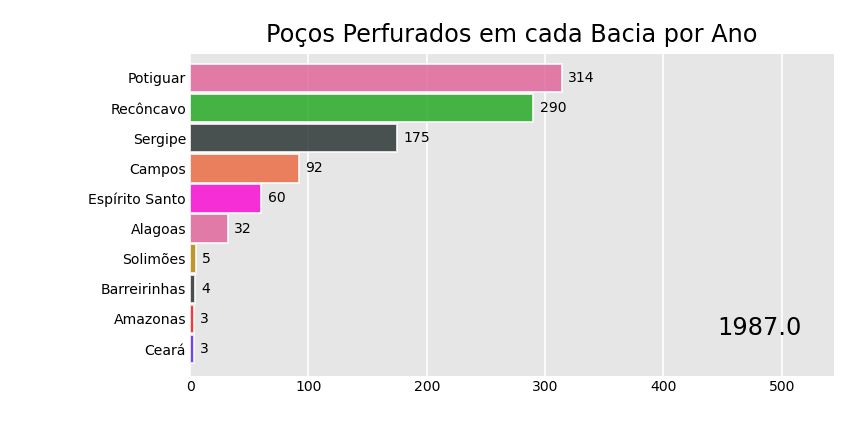 Poços Perfurados em cada Bacia por Ano
Potiguar 314
Recôncavo 290
Sergipe 175
Campos 92
Espírito Santo 60
Alagoas 32
Solimões 5
Barreirinhas 4
Amazonas 3
1987.0
Ceará 3
0 100 200 300 400 500